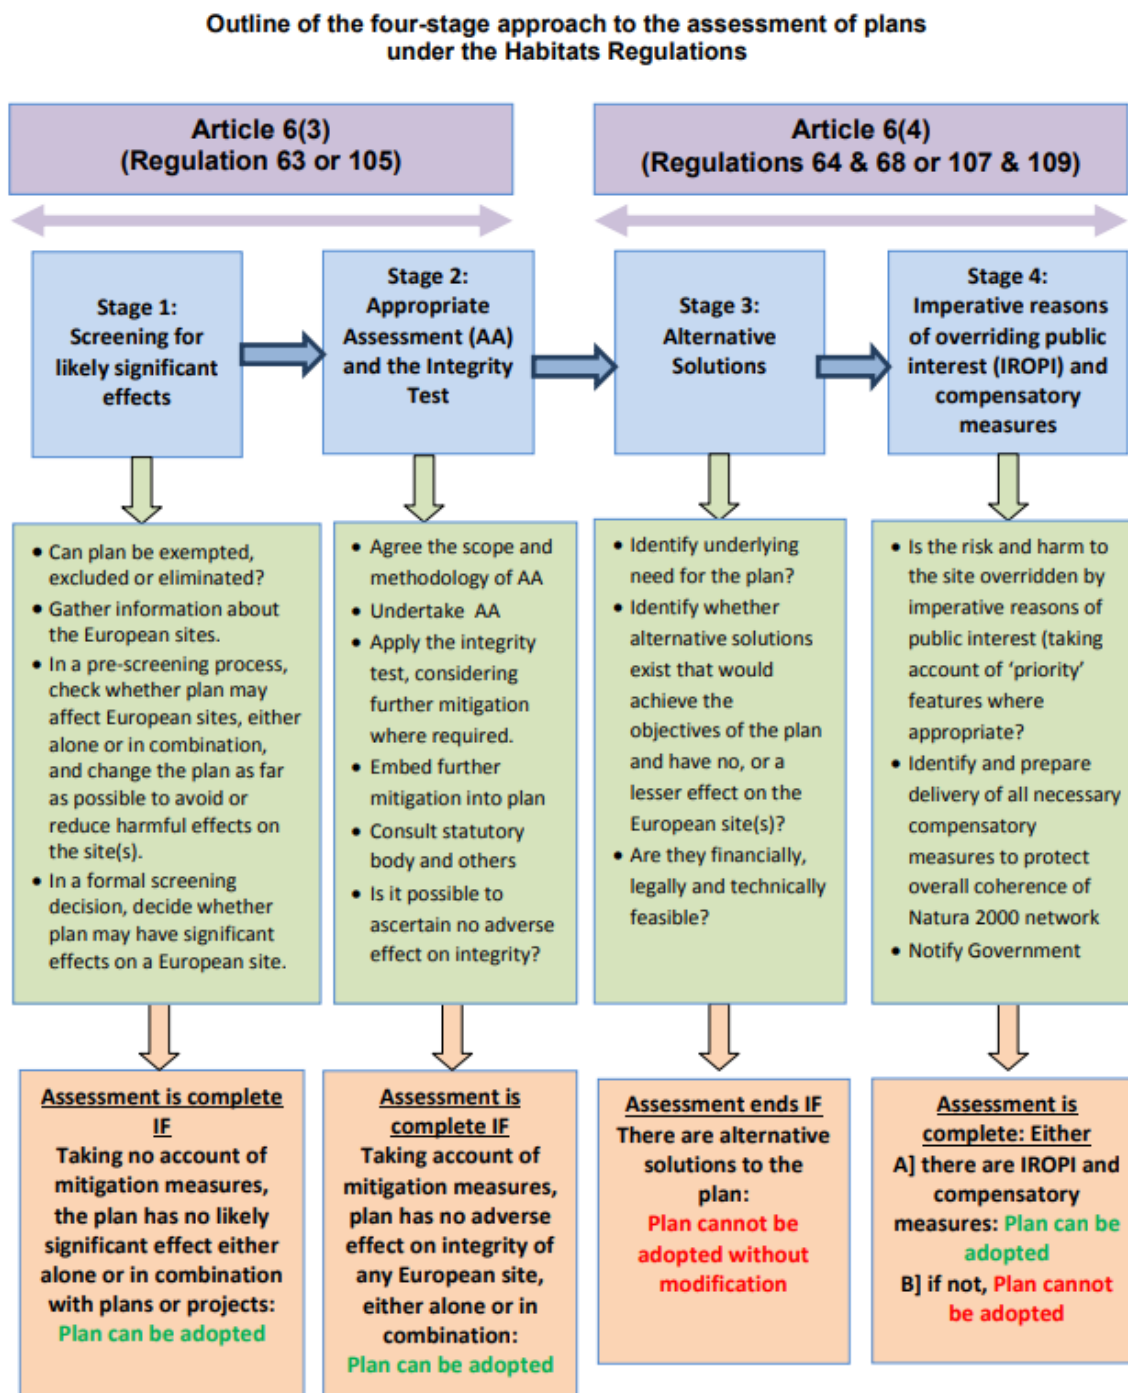 Outline of the four-stage approach to the assessment of plans
under the Habitats Regulations
Article 6(3)
(Regulation 63 or 105)
Article 6(4)
(Regulations 64 & 68 or 107 & 109)
Stage 1:
Screening for
likely significant
effects
Stage 2:
Appropriate
Assessment (AA)
and the Integrity
Test
Stage 3:
Alternative
Solutions
Stage 4:
Imperative reasons
of overriding public
interest (IROPI) and
compensatory
measures
• Can plan be exempted,
excluded or eliminated?
• Gather information about
the European sites.
• In a pre-screening process,
check whether plan may
affect European sites, either
alone or in combination,
and change the plan as far
as possible to avoid or
reduce harmful effects on
the site(s).
• In a formal screening
decision, decide whether
plan may have significant
effects on a European site.
• Agree the scope and
methodology of AA
• Undertake AA
• Apply the integrity
test, considering
further mitigation
where required.
• Embed further
mitigation into plan
• Consult statutory
body and others
• Is it possible to
ascertain no adverse
effect on integrity?
• Identify underlying
need for the plan?
• Identify whether
alternative solutions
exist that would
achieve the
objectives of the plan
and have no, or a
lesser effect on the
European site(s)?
• Are they financially,
legally and technically
feasible?
• Is the risk and harm to
the site overridden by
imperative reasons of
public interest (taking
account of ‘priority’
features where
appropriate?
• Identify and prepare
delivery of all necessary
compensatory
measures to protect
overall coherence of
Natura 2000 network
• Notify Government
Assessment is complete
IF
Taking no account of
mitigation measures,
the plan has no likely
significant effect either
alone or in combination
with plans or projects:
Plan can be adopted
Assessment is
complete IF
Taking account of
mitigation measures,
plan has no adverse
effect on integrity of
any European site,
either alone or in
combination:
Plan can be adopted
Assessment ends IF
There are alternative
solutions to the
plan:
Plan cannot be
adopted without
modification
Assessment is
complete: Either
A] there are IROPI and
compensatory
measures: Plan can be
adopted
B] if not, Plan cannot
be adopted